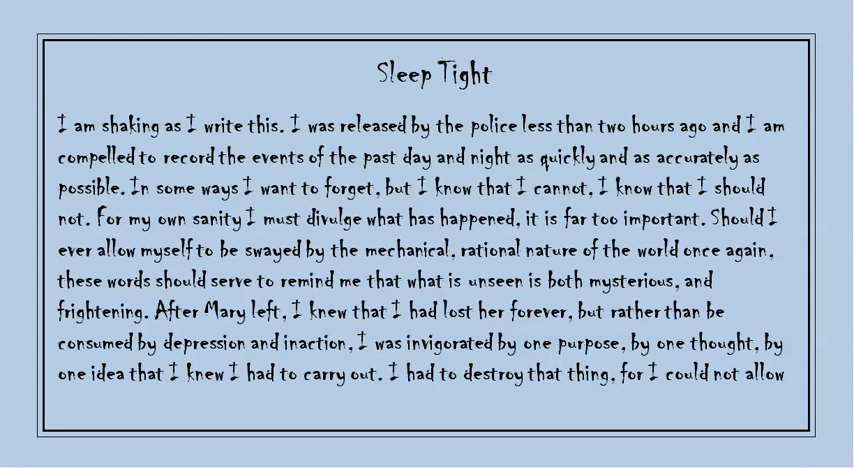 Sleep Tight
I am shaking as I write this. I was released by the police less than two hours ago and I am
compelled to record the events of the past day and night as quickly and as accurately as
possible. In some ways I want to forget, but I know that I cannot, I know that I should
not. For my own sanity I must divulge what has happened, it is far too important. Should I
ever allow myself to be swayed by the mechanical, rational nature of the world once again,
these words should serve to remind me that what is unseen is both mysterious, and
frightening. After Mary left, I knew that I had lost her forever, but rather than be
consumed by depression and inaction, I was invigorated by one purpose, by one thought, by
one idea that I knew I had to carry out. I had to destroy that thing, for I could not allow